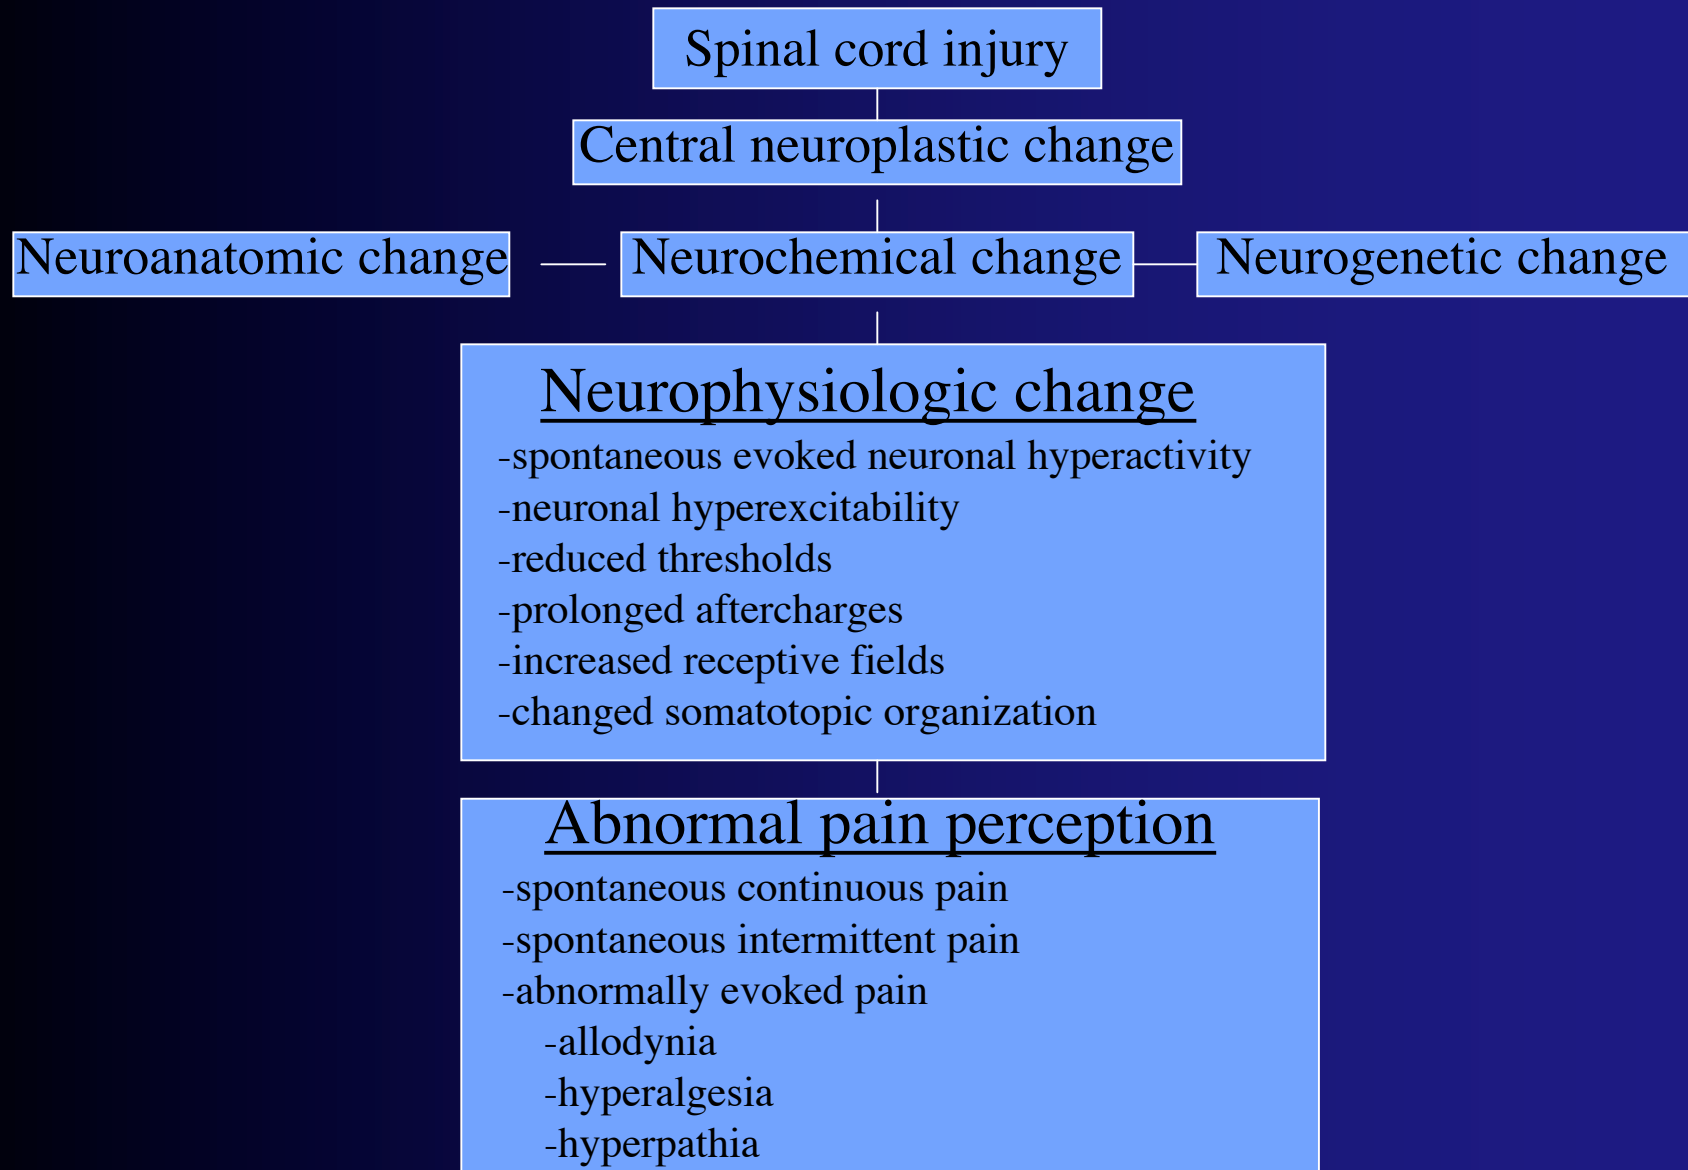 Spinal cord injury
Central neuroplastic change
Neuroanatomic change
Neurochemical change
Neurogenetic change
Neurophysiologic change
-spontaneous evoked neuronal hyperactivity
-neuronal hyperexcitability
-reduced thresholds
-prolonged aftercharges
-increased receptive fields
-changed somatotopic organization
Abnormal pain perception
-spontaneous continuous pain
-spontaneous intermittent pain
-abnormally evoked pain
-allodynia
-hyperalgesia
-hyperpathia